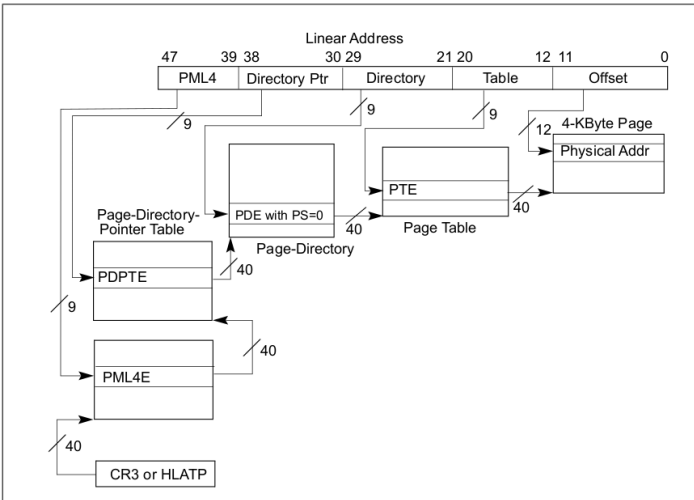 Linear Address
47 39 38 30 29 21 20 12 11 0
PML4 Directory Ptr Directory Table Offset
9 9 9 12
4-KByte Page
Physical Addr
PTE
40
Page Table
PDE with PS=0
40
Page-Directory
Page-Directory-
Pointer Table
PDPTE
40
9
40
PML4E
40
CR3 or HLATP